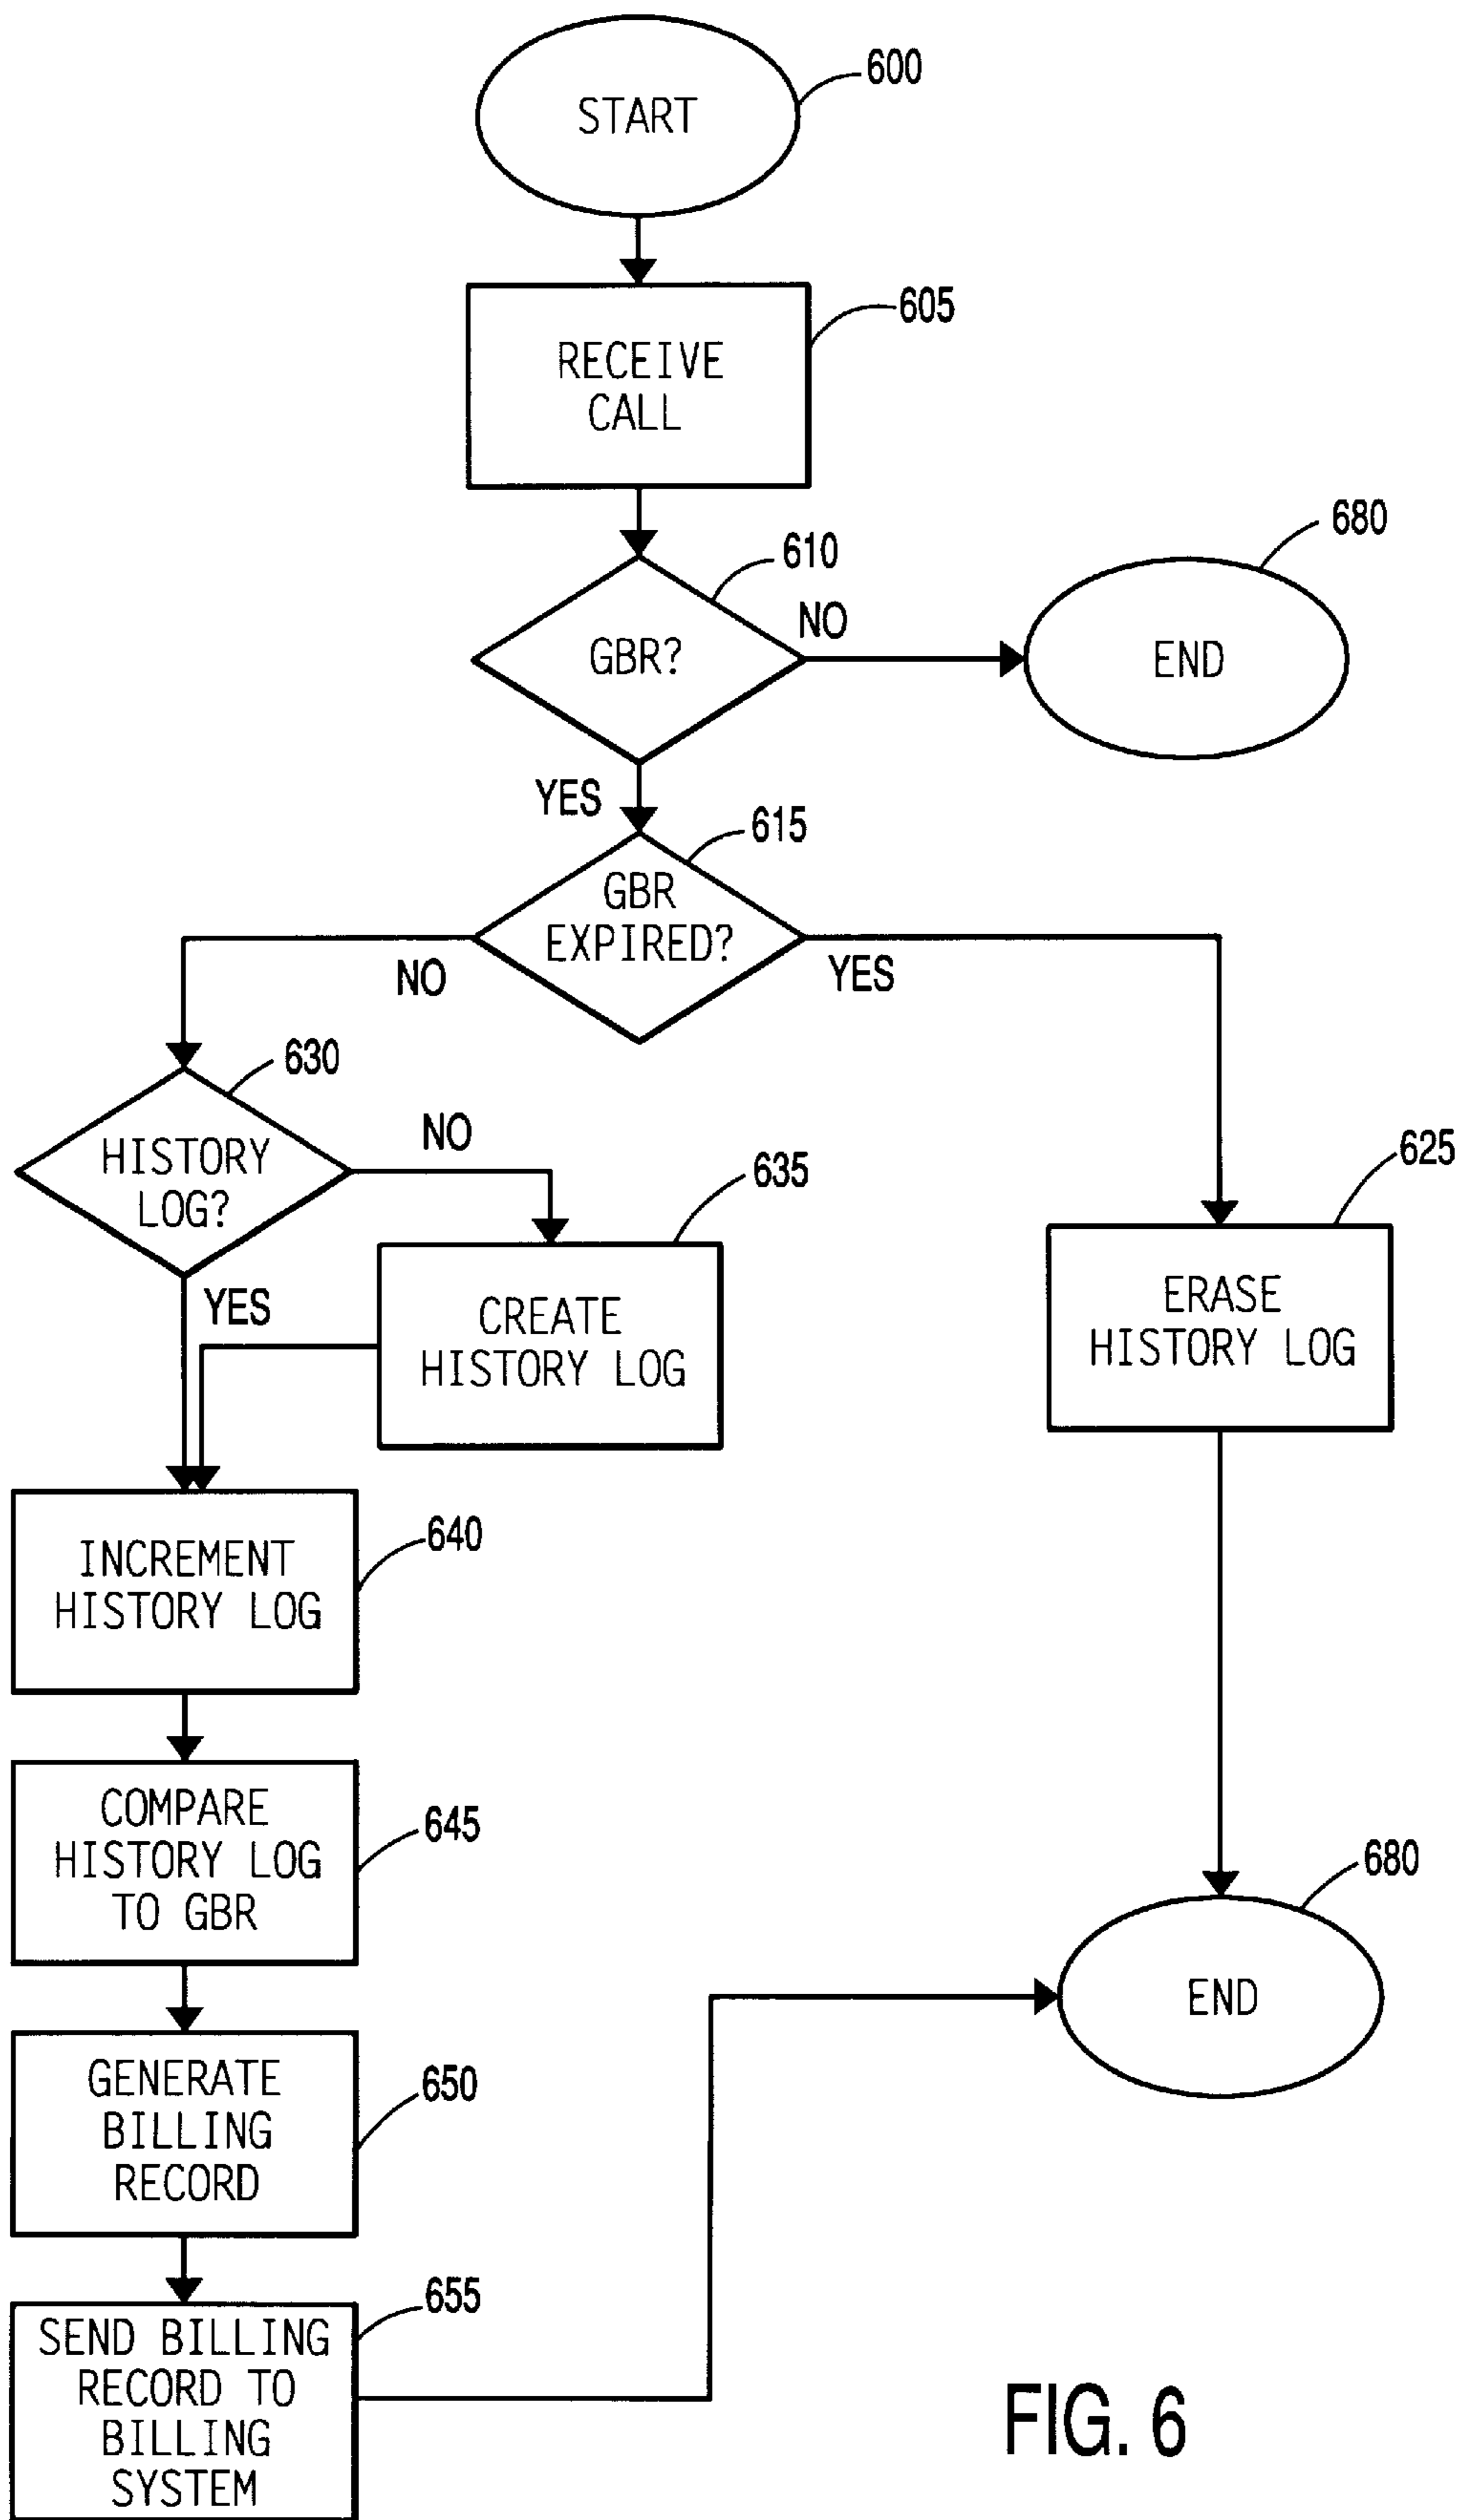 600
START
605
RECEIVE
CALL
680
610
NO
GBR?
END
YES
615
GBR
EXPIRED?
NO
YES
630
NO
HISTORY
LOG?
635
625
YES
CREATE
HISTORY LOG
ERASE
HISTORY LOG
640
INCREMENT
HISTORY LOG
645
COMPARE
HISTORY LOG
TO GBR
680
END
650
GENERATE
BILLING
RECORD
655
SEND BILLING
RECORD TO
BILLING
SYSTEM
FIG. 6